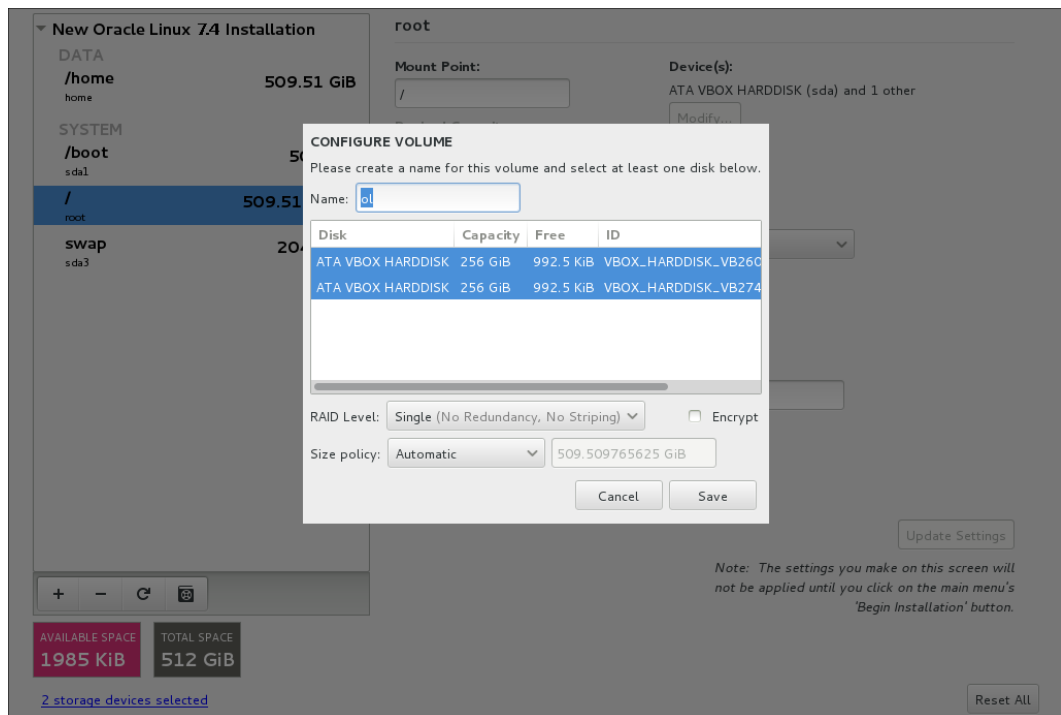 New Oracle Linux 7.4 Installation
DATA
/home
509.51 GiB
home
SYSTEM
/boot
sda1
/
509.51
root
swap
sda3
root
Mount Point:
/
Device(s):
ATA VBOX HARDDISK (sda) and 1 other
Modify...
CONFIGURE VOLUME
Please create a name for this volume and select at least one disk below.
Name: ol
Disk Capacity Free ID
ATA VBOX HARDDISK 256 GiB 992.5 KiB VBOX_HARDDISK_VB260
ATA VBOX HARDDISK 256 GiB 992.5 KiB VBOX_HARDDISK_VB274
RAID Level: Single (No Redundancy, No Striping) Encrypt
Size policy: Automatic 509.509765625 GiB
Cancel Save
Update Settings
Note: The settings you make on this screen will
not be applied until you click on the main menu's
'Begin Installation' button.
AVAILABLE SPACE
1985 KiB
TOTAL SPACE
512 GiB
2 storage devices selected
Reset All